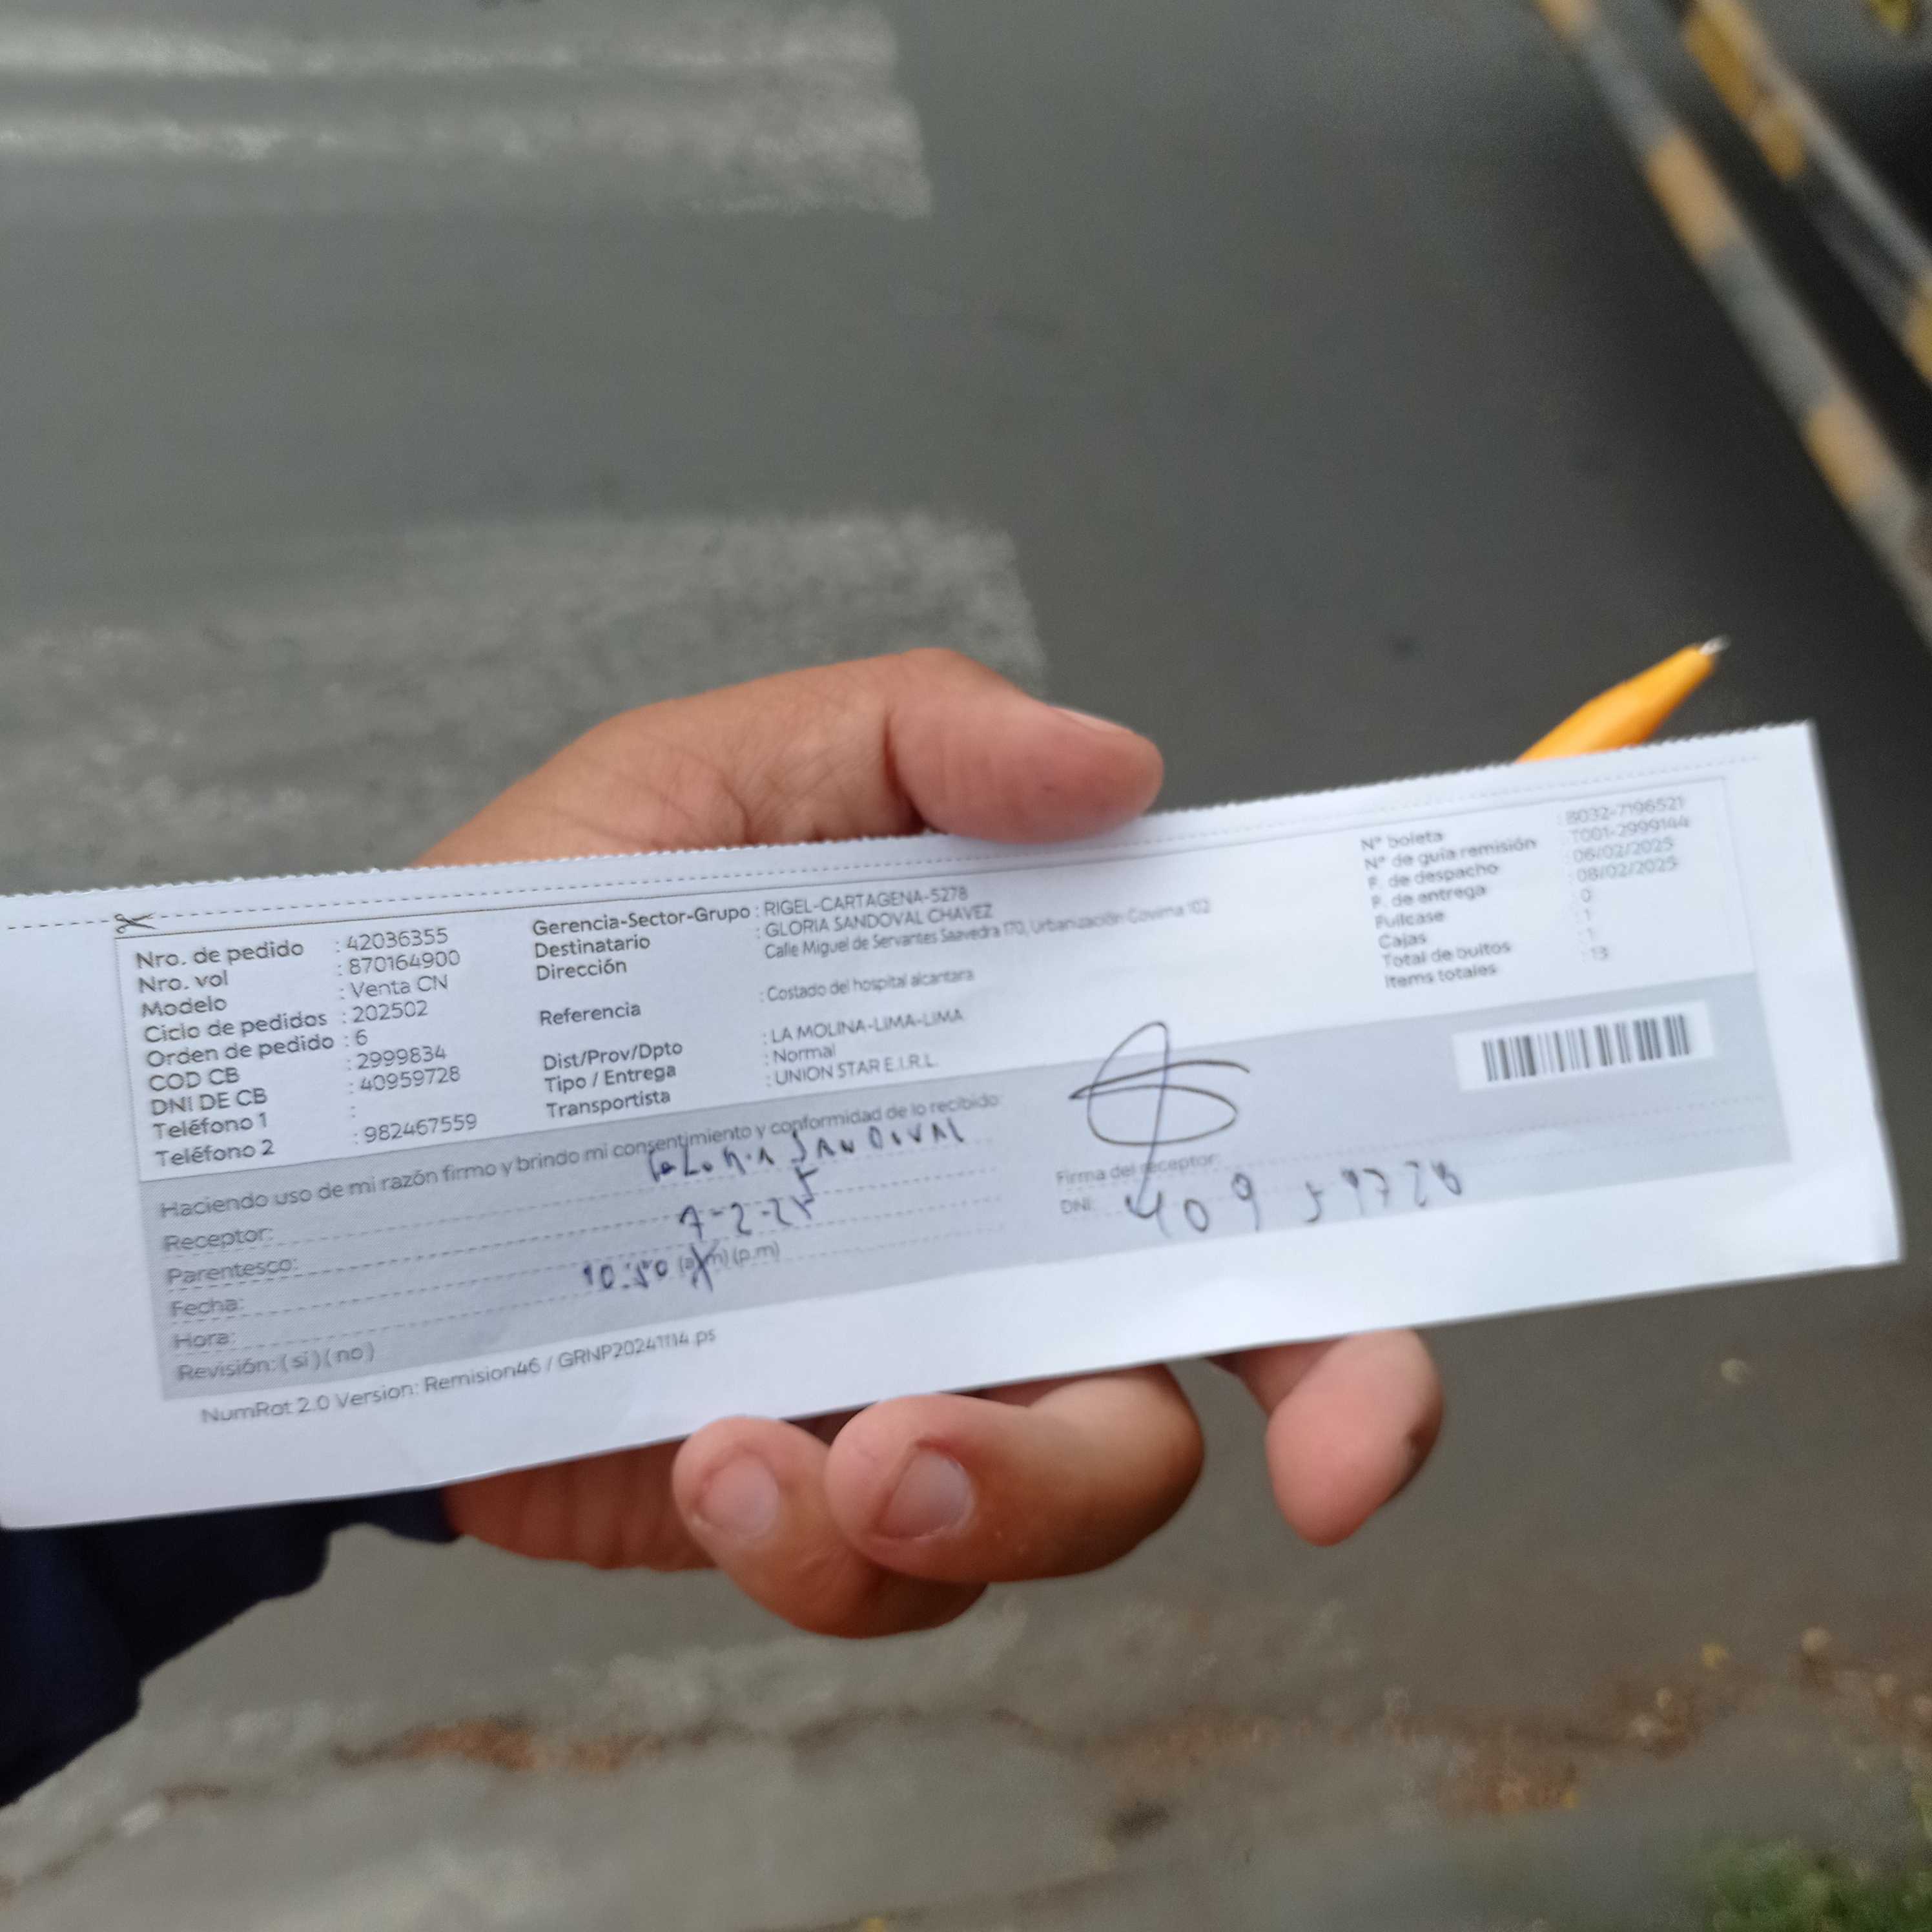 Nro. de pedido : 42036355
Nro. vol : 870164900
Modelo : Venta CN
Ciclo de pedidos : 202502
Orden de pedido : 6
COD CB : 2999834
DNI DE CB : 40959728
Teléfono 1 :
Teléfono 2 : 982467559
Gerencia-Sector-Grupo : RIGEL-CARTAGENA-5278
Destinatario : GLORIA SANDOVAL CHAVEZ
Dirección Calle Miguel de Servantes Saavedra 170, Urbanización Covima 102
Referencia : Costado del hospital alcantara
Dist/Prov/Dpto : LA MOLINA-LIMA-LIMA
Tipo / Entrega : Normal
Transportista : UNION STAR E.I.R.L.
N° boleta : B032-7196521
N° de guía remisión : T001-2999144
F. de despacho : 06/02/2025
F. de entrega : 08/02/2025
Fullcase : 0
Cajas : 1
Total de bultos : 1
Items totales : 13
Haciendo uso de mi razón firmo y brindo mi consentimiento y conformidad de lo recibido:
Receptor: SANDOVAL
Parentesco:
Fecha: 7-2-25
Hora: 10:50 (a.m) (p.m)
Revisión: ( si ) ( no )
Firma del receptor:
DNI: 40959728
NumRot 2.0 Version: Remision46 / GRNP20241114.ps